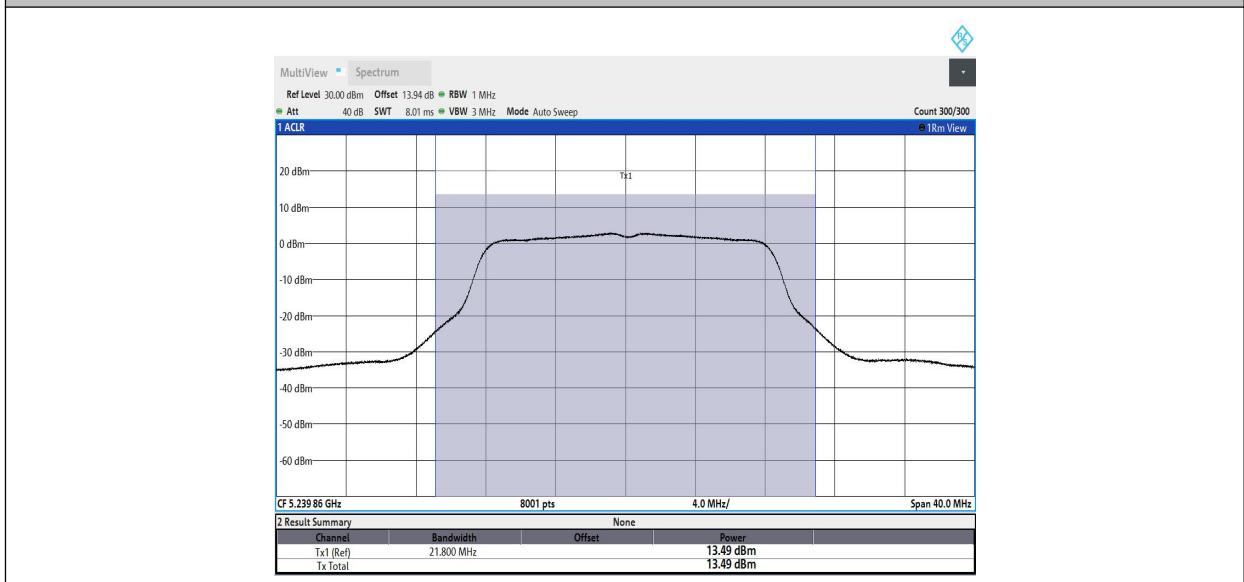 R S
MultiView Spectrum
Ref Level 30.00 dBm Offset 13.94 dB RBW 1 MHz
Att 40 dB SWT 8.01 ms VBW 3 MHz Mode Auto Sweep Count 300/300
1 ACLR 1Rm View
Tx1
20 dBm
10 dBm
0 dBm
-10 dBm
-20 dBm
-30 dBm
-40 dBm
-50 dBm
-60 dBm
CF 5.239 86 GHz 8001 pts 4.0 MHz/ Span 40.0 MHz
2 Result Summary None
Channel Bandwidth Offset Power
Tx1 (Ref) 21.800 MHz 13.49 dBm
Tx Total 13.49 dBm